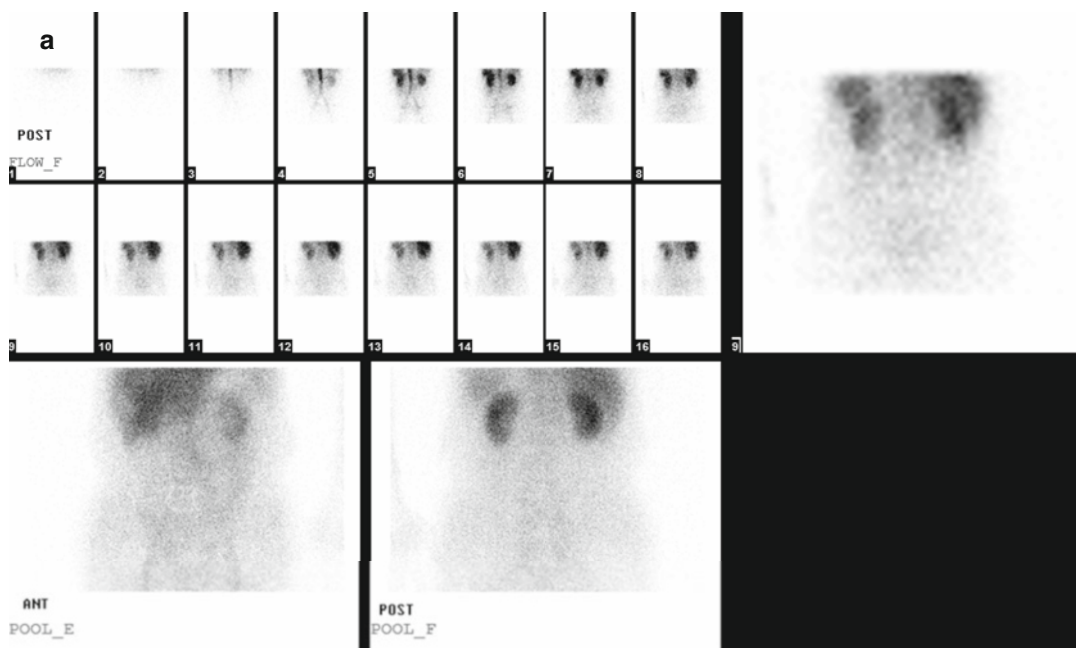 a
POST
FLOW_F
1 2 3 4 5 6 7 8
9 10 11 12 13 14 15 16 9
ANT
POOL_E
POST
POOL_F